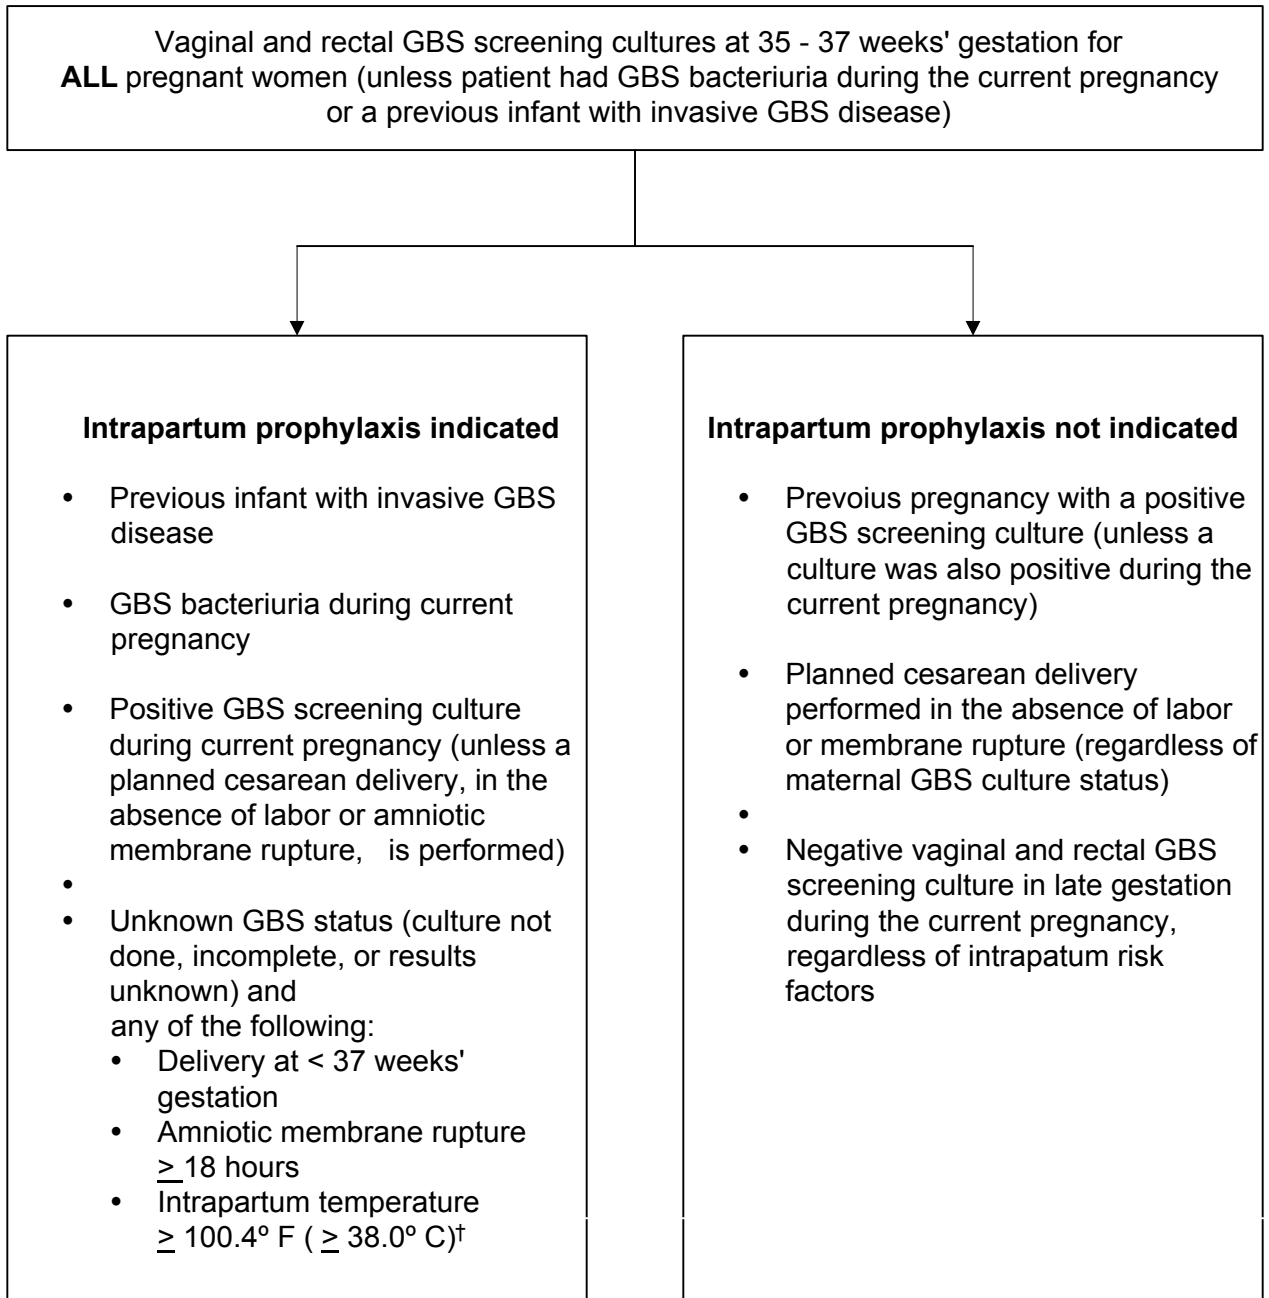 Vaginal and rectal GBS screening cultures at 35 - 37 weeks' gestation for
ALL pregnant women (unless patient had GBS bacteriuria during the current pregnancy
or a previous infant with invasive GBS disease)
Intrapartum prophylaxis indicated
• Previous infant with invasive GBS
disease
• GBS bacteriuria during current
pregnancy
• Positive GBS screening culture
during current pregnancy (unless a
planned cesarean delivery, in the
absence of labor or amniotic
membrane rupture, is performed)
•
• Unknown GBS status (culture not
done, incomplete, or results
unknown) and
any of the following:
• Delivery at < 37 weeks'
gestation
• Amniotic membrane rupture
≥ 18 hours
• Intrapartum temperature
≥ 100.4º F ( ≥ 38.0º C)†
Intrapartum prophylaxis not indicated
• Prevoius pregnancy with a positive
GBS screening culture (unless a
culture was also positive during the
current pregnancy)
• Planned cesarean delivery
performed in the absence of labor
or membrane rupture (regardless of
maternal GBS culture status)
•
• Negative vaginal and rectal GBS
screening culture in late gestation
during the current pregnancy,
regardless of intrapatum risk
factors